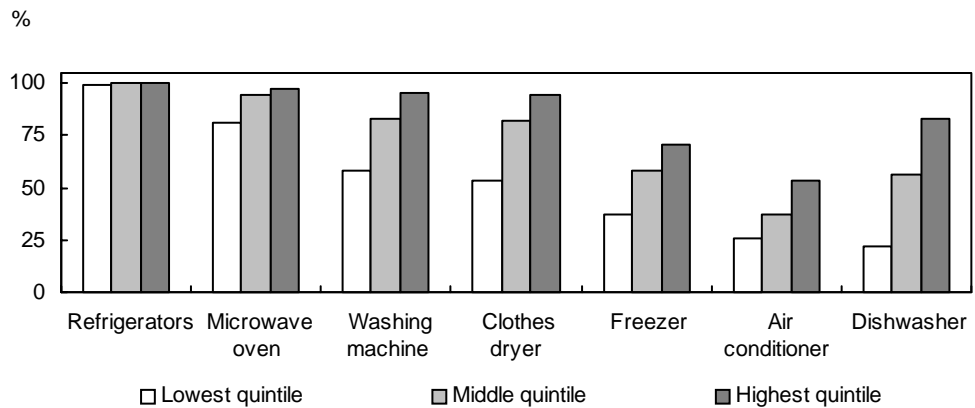 %
100
75
50
25
0
Refrigerators Microwave Washing Clothes Freezer Air Dishwasher
oven machine dryer conditioner
Lowest quintile Middle quintile Highest quintile